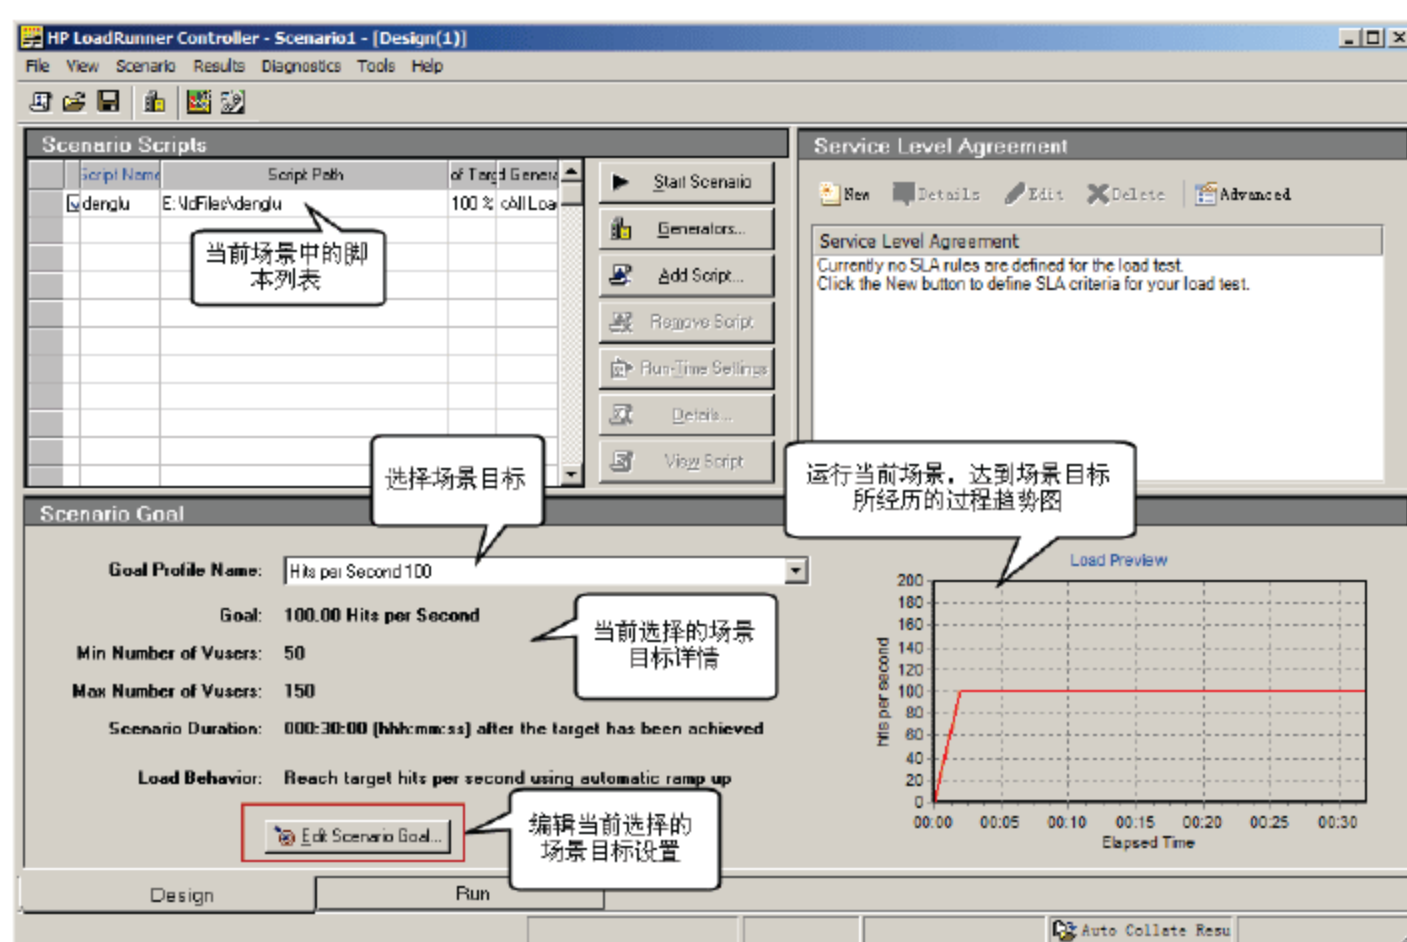 HP LoadRunner Controller - Scenario1 - [Design(1)]
File View Scenario Results Diagnostics Tools Help
Scenario Scripts
Script Name Script Path of Targ d Genera
denglu E:\ldFiles\denglu 100 % <All Loa
当前场景中的脚
本列表
Start Scenario
Generators...
Add Script...
Remove Script
Run-Time Settings
Details...
View Script
Service Level Agreement
New Details Edit Delete Advanced
Service Level Agreement
Currently no SLA rules are defined for the load test.
Click the New button to define SLA criteria for your load test.
选择场景目标
运行当前场景，达到场景目标
所经历的过程趋势图
Scenario Goal
Goal Profile Name: Hits per Second 100
Goal: 100.00 Hits per Second
Min Number of Vusers: 50
Max Number of Vusers: 150
Scenario Duration: 000:30:00 (hhh:mm:ss) after the target has been achieved
Load Behavior: Reach target hits per second using automatic ramp up
当前选择的场景
目标详情
Edit Scenario Goal...
编辑当前选择的
场景目标设置
Load Preview
hits per second
200
180
160
140
120
100
80
60
40
20
0
00:00 00:05 00:10 00:15 00:20 00:25 00:30
Elapsed Time
Design Run
Auto Collate Resu